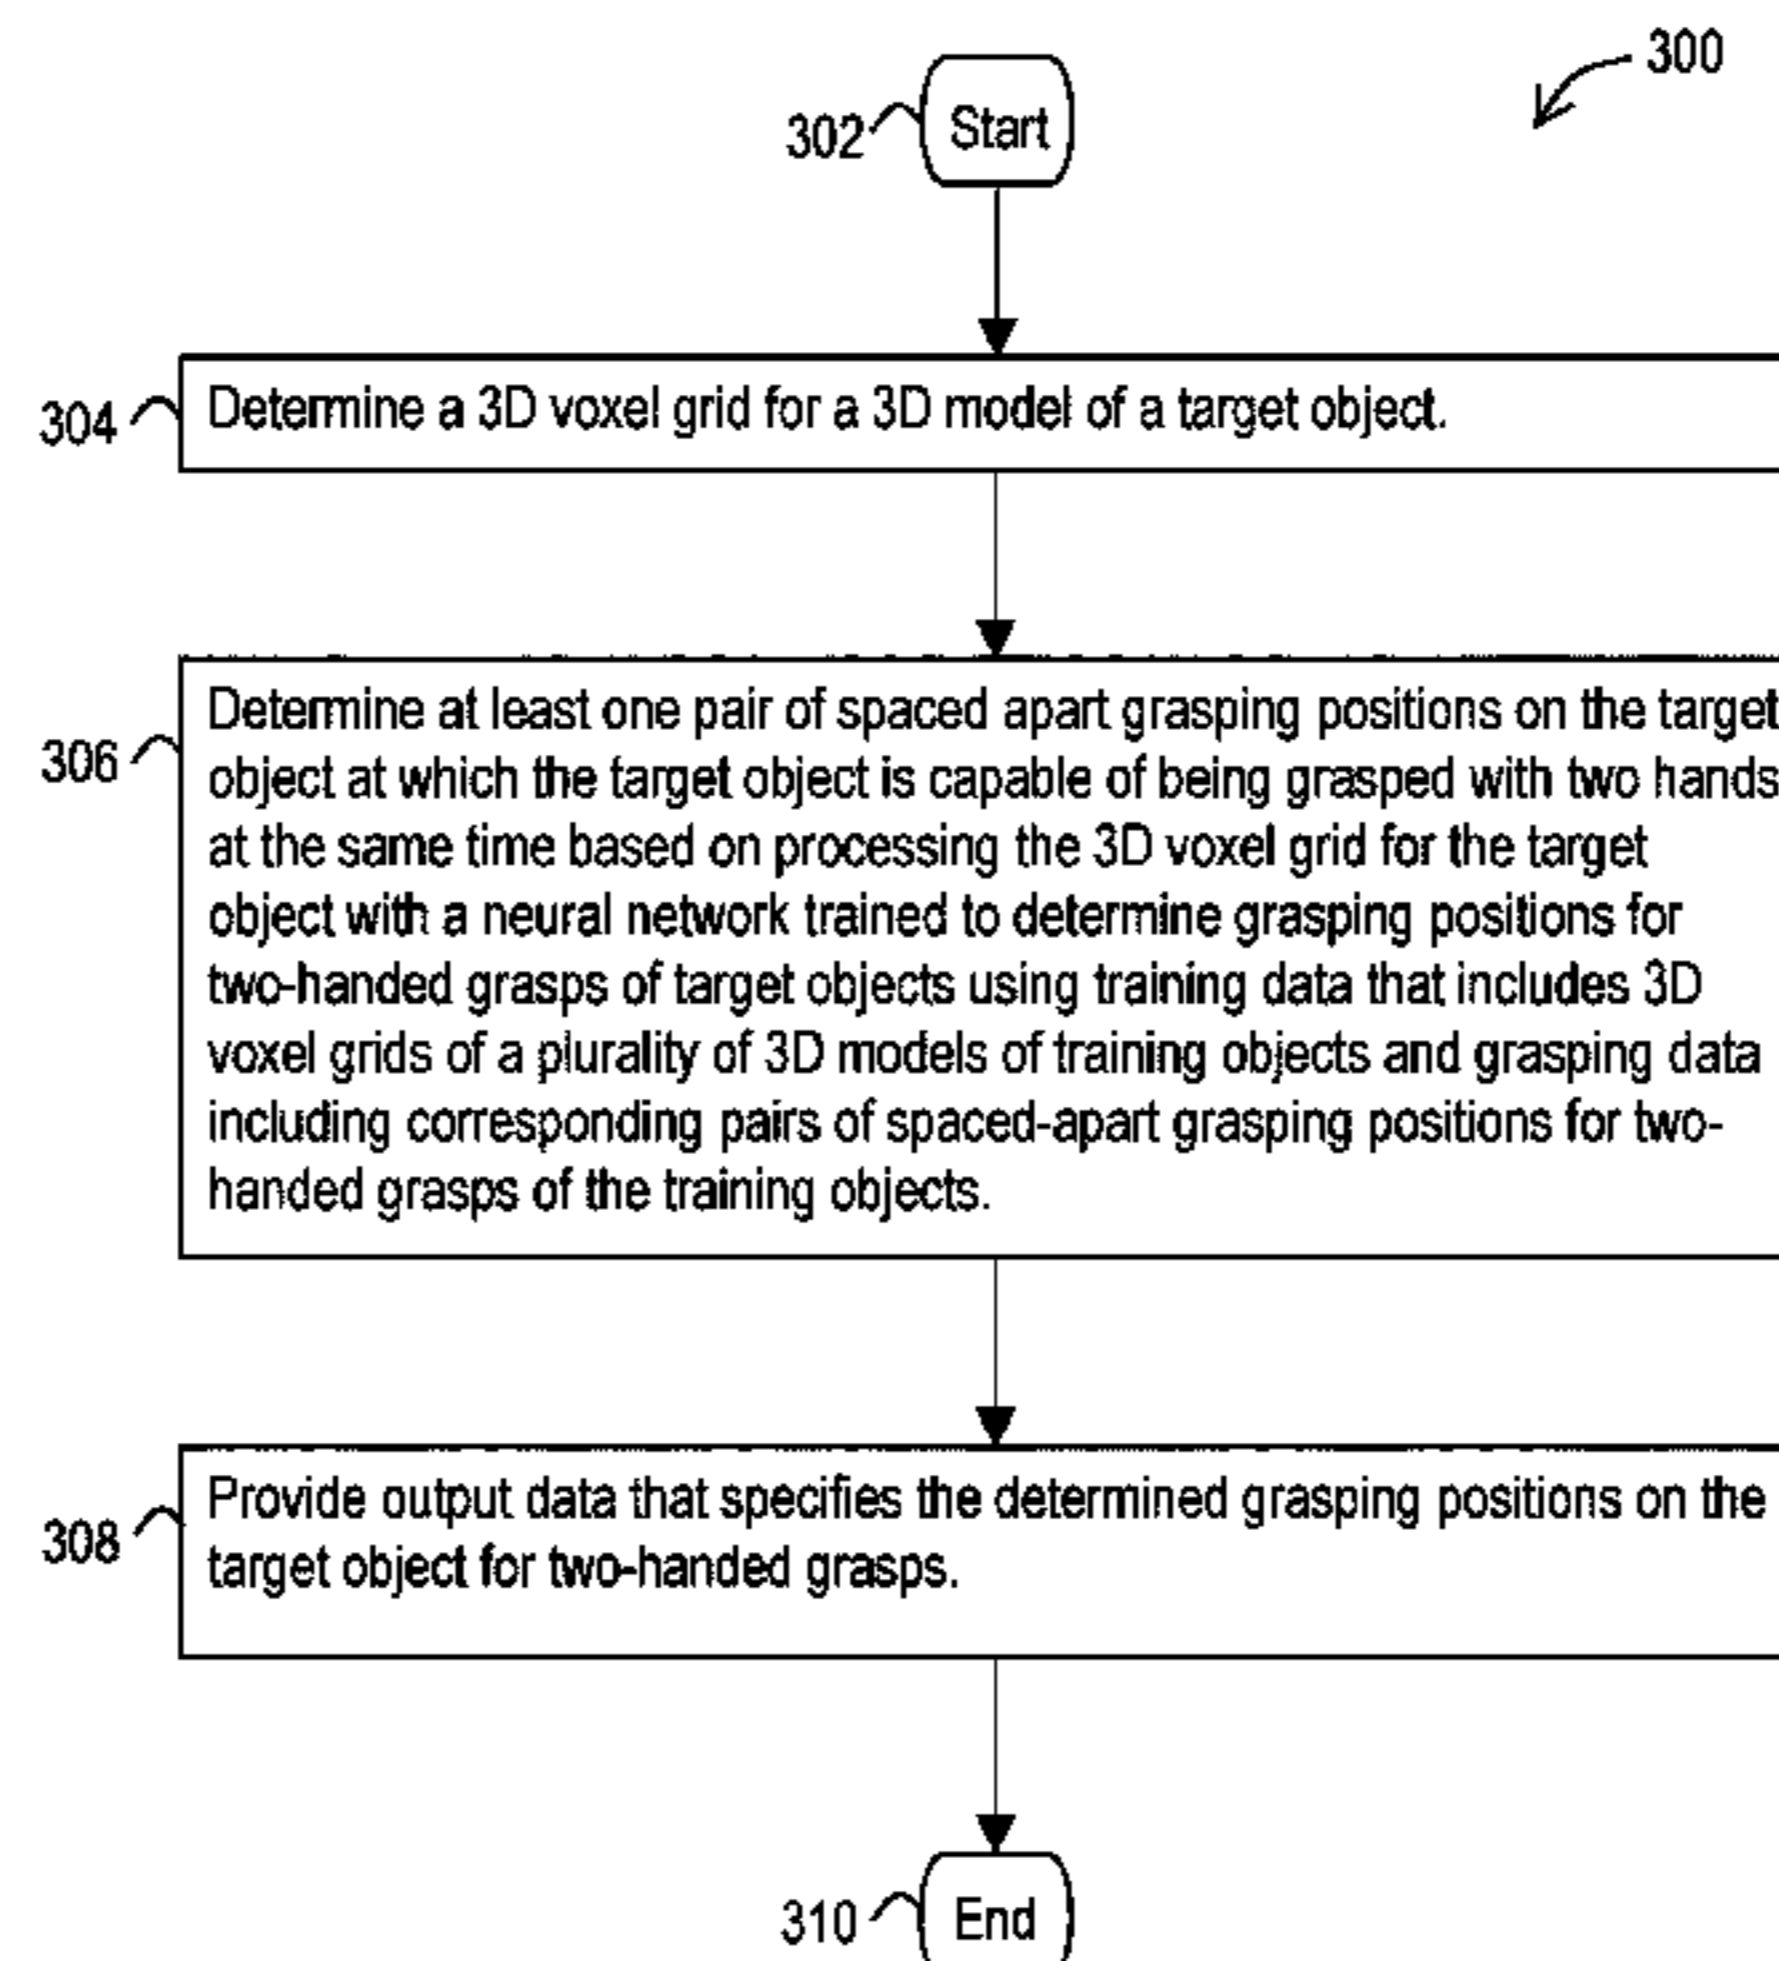 300
302 Start
304 Determine a 3D voxel grid for a 3D model of a target object.
306 Determine at least one pair of spaced apart grasping positions on the target
object at which the target object is capable of being grasped with two hands
at the same time based on processing the 3D voxel grid for the target
object with a neural network trained to determine grasping positions for
two-handed grasps of target objects using training data that includes 3D
voxel grids of a plurality of 3D models of training objects and grasping data
including corresponding pairs of spaced-apart grasping positions for two-
handed grasps of the training objects.
308 Provide output data that specifies the determined grasping positions on the
target object for two-handed grasps.
310 End